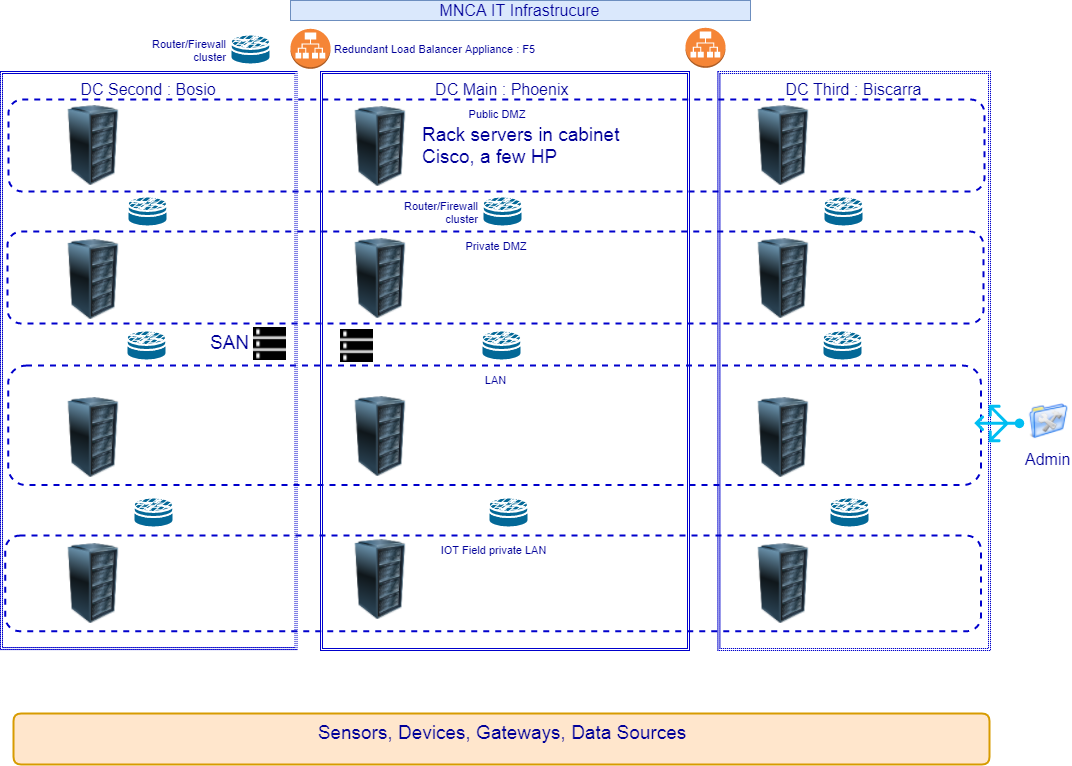 MNCA IT Infrastrucure
Router/Firewall
cluster
Redundant Load Balancer Appliance : F5
DC Second : Bosio
DC Main : Phoenix
DC Third : Biscarra
Public DMZ
Rack servers in cabinet
Cisco, a few HP
Router/Firewall
cluster
Private DMZ
SAN
LAN
Admin
IOT Field private LAN
Sensors, Devices, Gateways, Data Sources